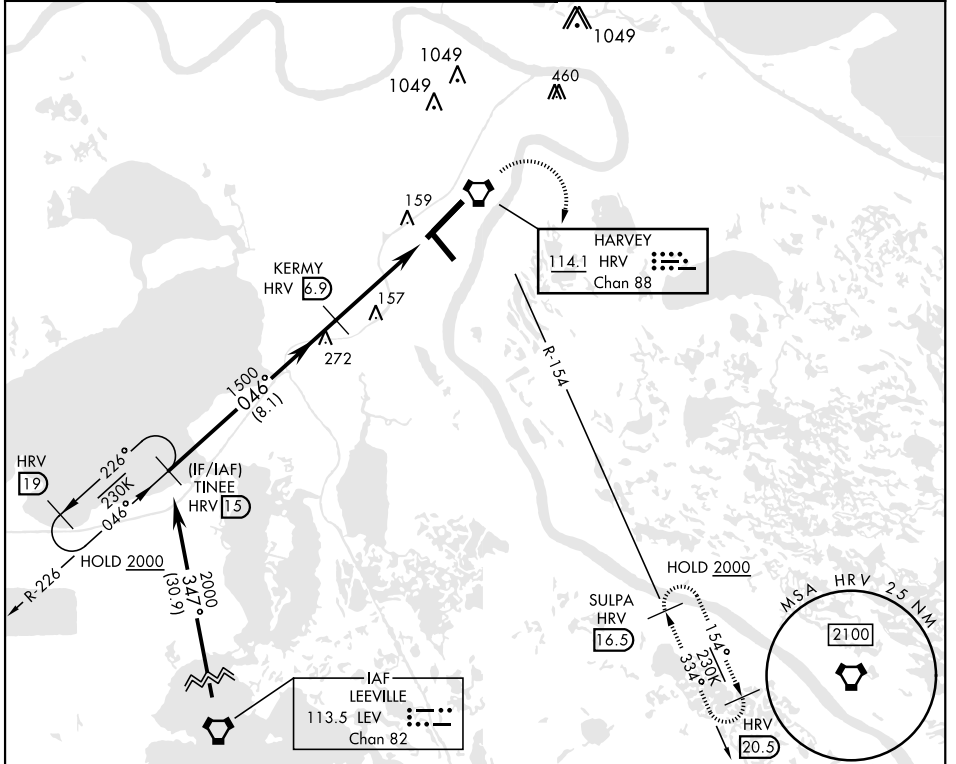 1049
1049
460
1049
159
HARVEY
114.1 HRV
Chan 88
KERMY
HRV 6.9
157
272
R-154
1500
046°
(8.1)
HRV
19
226°
230K
046°
(IF/IAF)
TINEE
HRV 15
HOLD 2000
R-226
2000
347°
(30.9)
HOLD 2000
SULPA
HRV
16.5
154°
230K
334°
HRV
20.5
MSA HRV 25 NM
2100
IAF
LEEVILLE
113.5 LEV
Chan 82